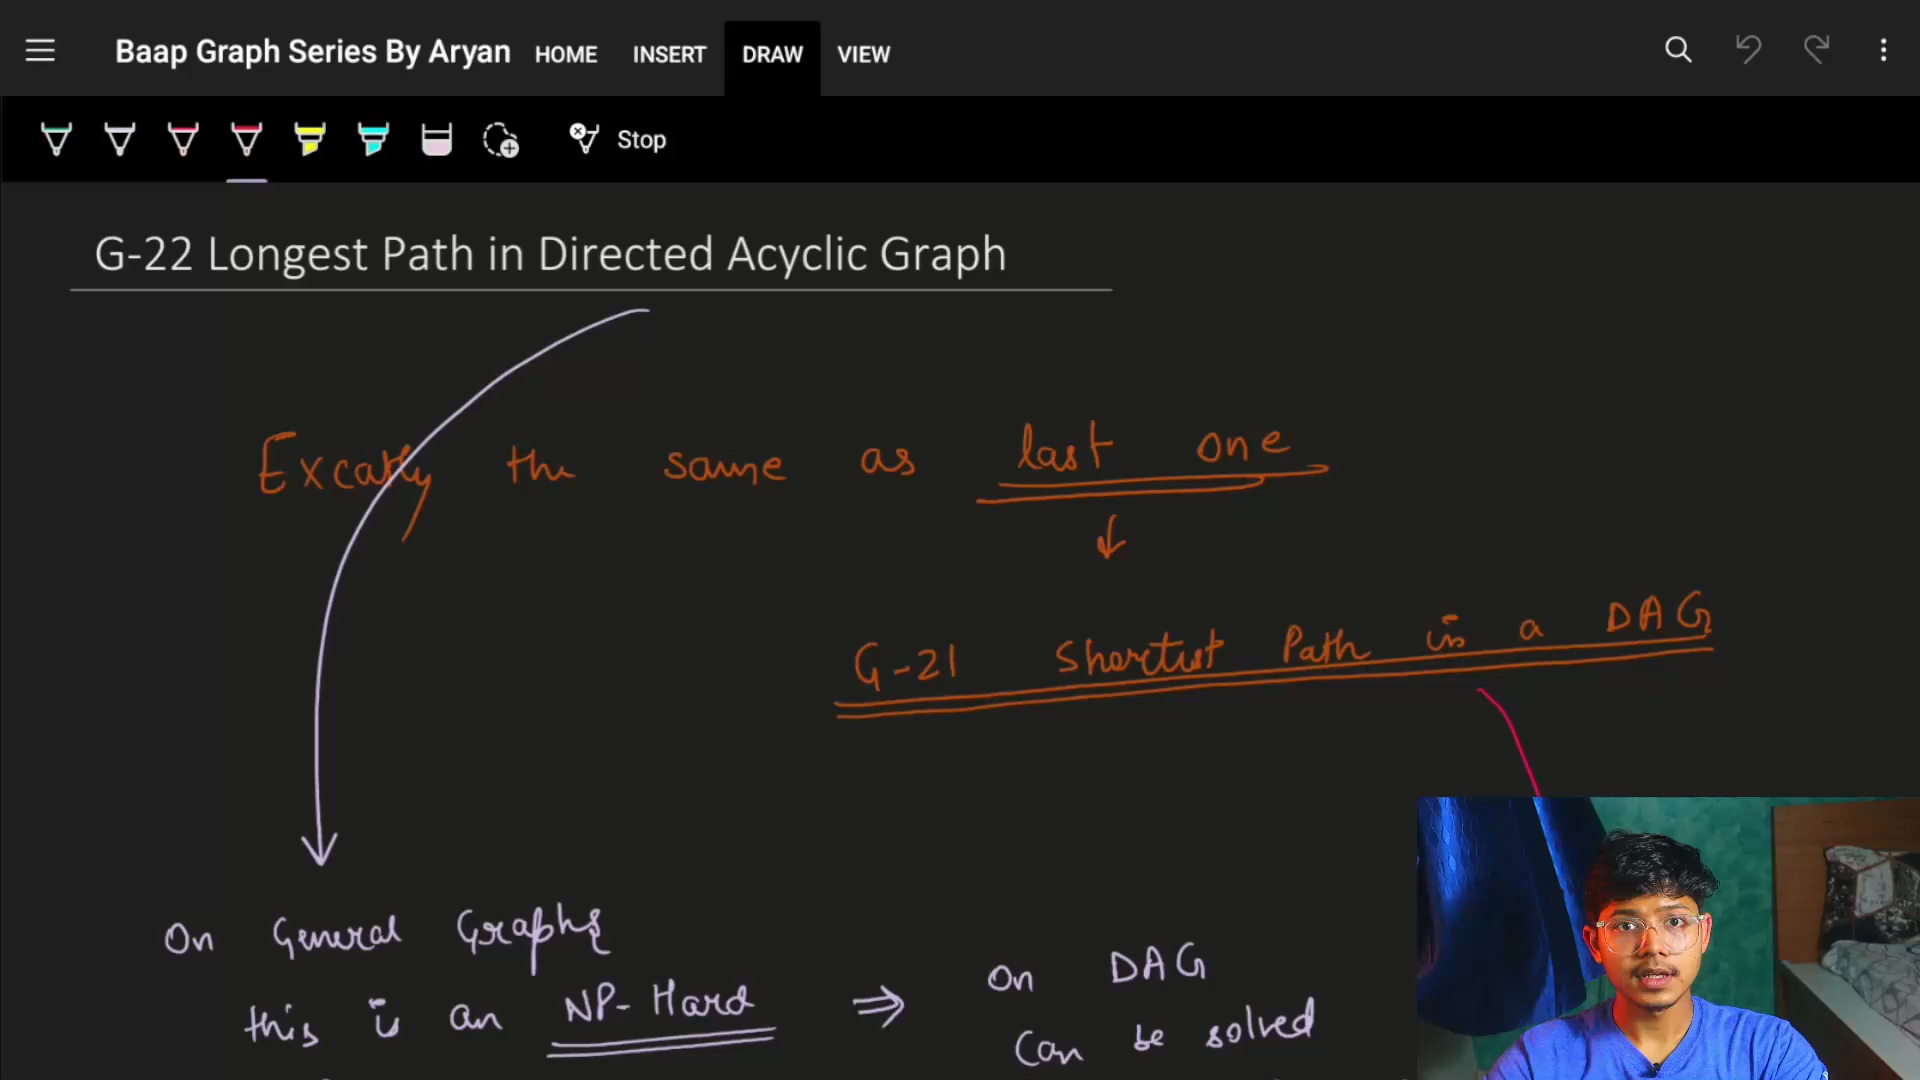 Baap Graph Series By Aryan HOME INSERT DRAW VIEW
Stop
G-22 Longest Path in Directed Acyclic Graph
Excatly the same as last one
G-21 Shortest Path in a DAG
On General Graphs
this is an NP-Hard ⇒
On DAG
Can be solved